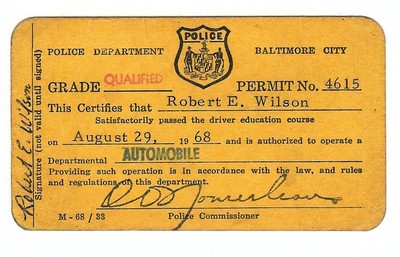 POLICE
POLICE DEPARTMENT BALTIMORE CITY
GRADE QUALIFIED PERMIT No. 4615
This Certifies that Robert E. Wilson
Satisfactorily passed the driver education course
on August 29, 1968 and is authorized to operate a
Departmental AUTOMOBILE
Providing such operation is in accordance with the law, and rules
and regulations of this department.
M-68/33 Police Commissioner
Signature (not valid until signed)
Robert E Wilson